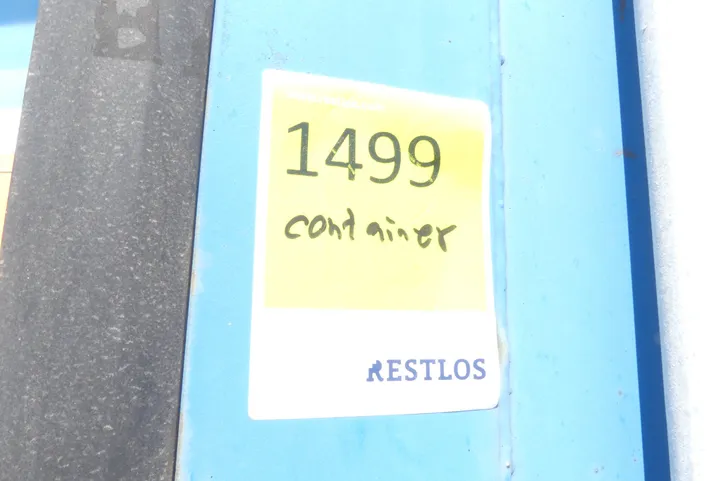 1499
container
RESTLOS